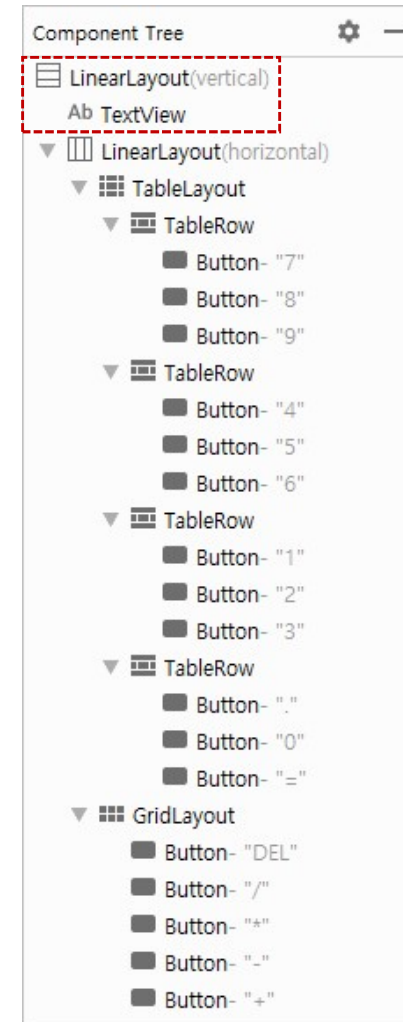 Component Tree
LinearLayout(vertical)
Ab TextView
LinearLayout(horizontal)
TableLayout
TableRow
Button- "7"
Button- "8"
Button- "9"
TableRow
Button- "4"
Button- "5"
Button- "6"
TableRow
Button- "1"
Button- "2"
Button- "3"
TableRow
Button- "."
Button- "0"
Button- "="
GridLayout
Button- "DEL"
Button- "/"
Button- "*"
Button- "-"
Button- "+"